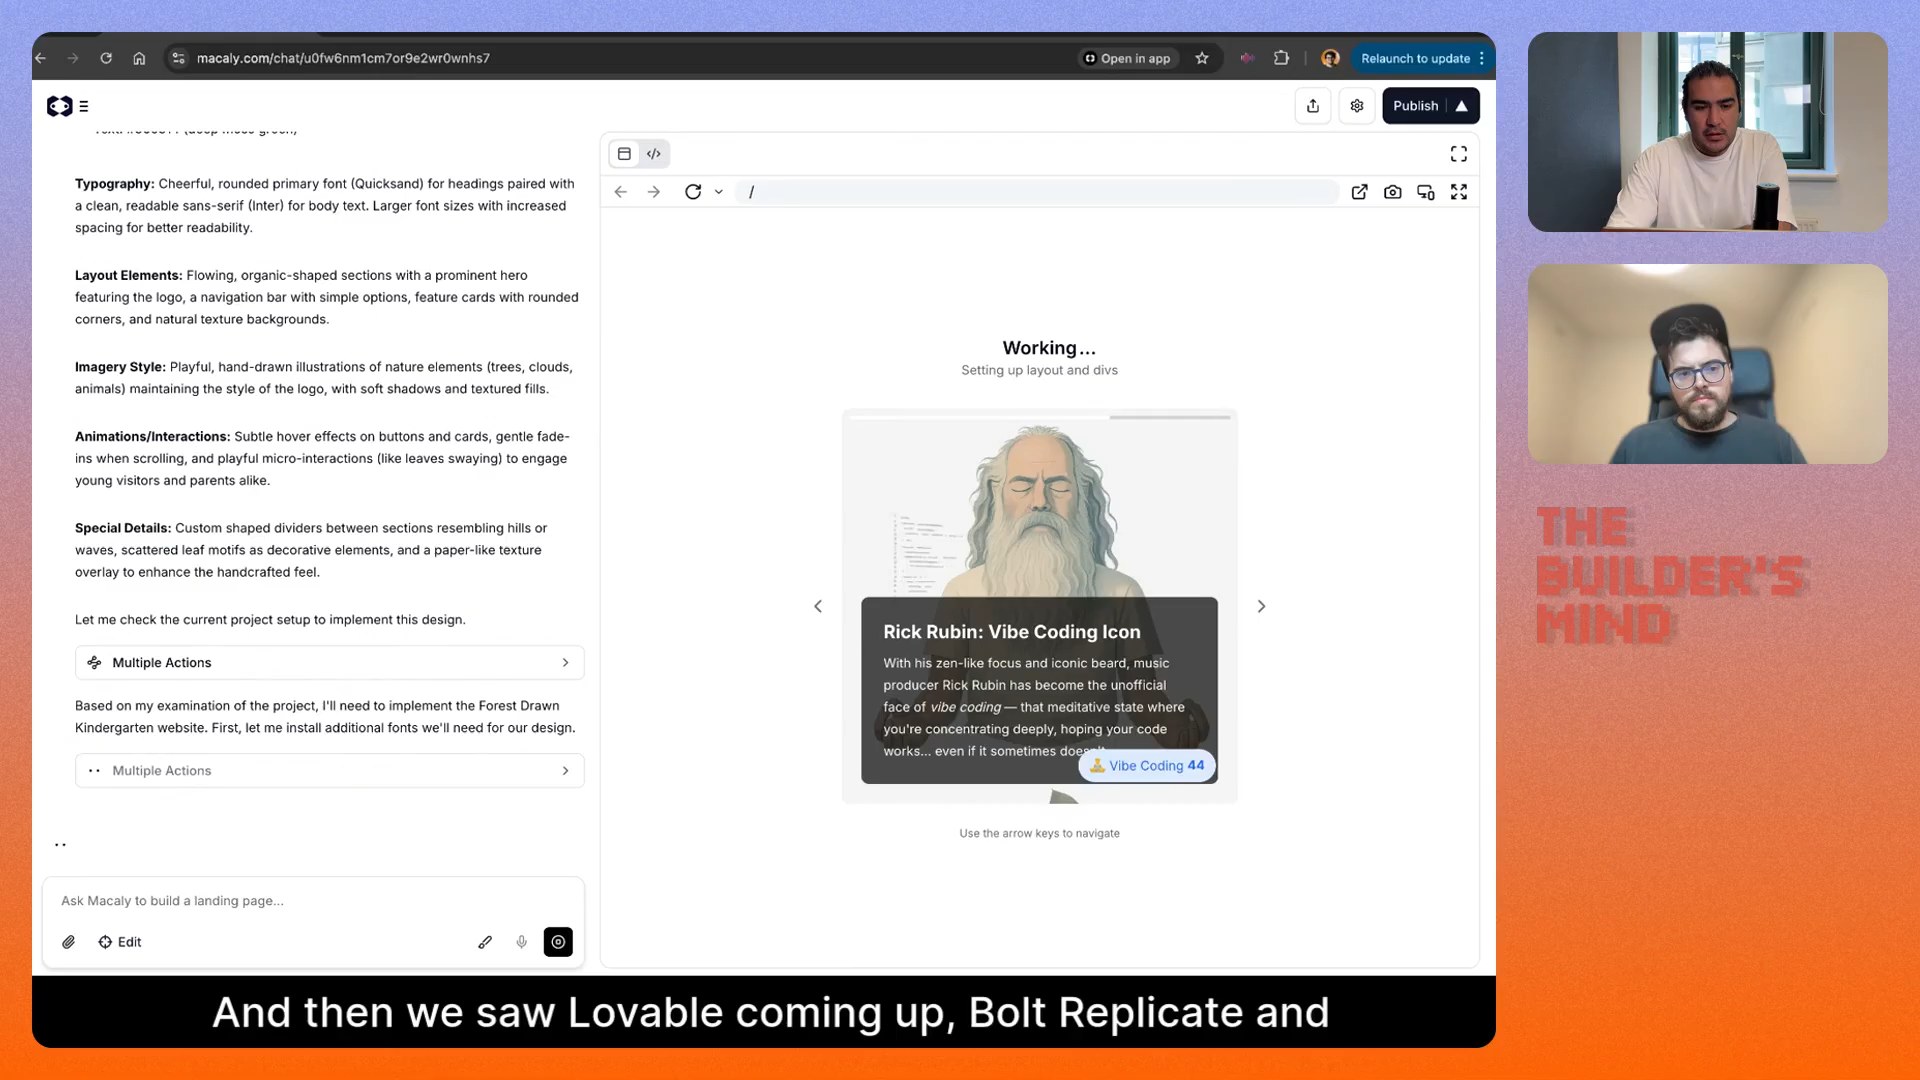 macaly.com/chat/u0fw6nm1cm7or9e2wr0wnhs7
Open in app
Relaunch to update
Publish
Typography: Cheerful, rounded primary font (Quicksand) for headings paired with
a clean, readable sans-serif (Inter) for body text. Larger font sizes with increased
spacing for better readability.
Layout Elements: Flowing, organic-shaped sections with a prominent hero
featuring the logo, a navigation bar with simple options, feature cards with rounded
corners, and natural texture backgrounds.
Imagery Style: Playful, hand-drawn illustrations of nature elements (trees, clouds,
animals) maintaining the style of the logo, with soft shadows and textured fills.
Animations/Interactions: Subtle hover effects on buttons and cards, gentle fade-
ins when scrolling, and playful micro-interactions (like leaves swaying) to engage
young visitors and parents alike.
Special Details: Custom shaped dividers between sections resembling hills or
waves, scattered leaf motifs as decorative elements, and a paper-like texture
overlay to enhance the handcrafted feel.
Let me check the current project setup to implement this design.
Multiple Actions
Based on my examination of the project, I'll need to implement the Forest Drawn
Kindergarten website. First, let me install additional fonts we'll need for our design.
Multiple Actions
Ask Macaly to build a landing page...
Edit
/
Working...
Setting up layout and divs
Rick Rubin: Vibe Coding Icon
With his zen-like focus and iconic beard, music
producer Rick Rubin has become the unofficial
face of vibe coding — that meditative state where
you're concentrating deeply, hoping your code
works... even if it sometimes
Vibe Coding 44
Use the arrow keys to navigate
THE
BUILDER'S
MIND
And then we saw Lovable coming up, Bolt Replicate and